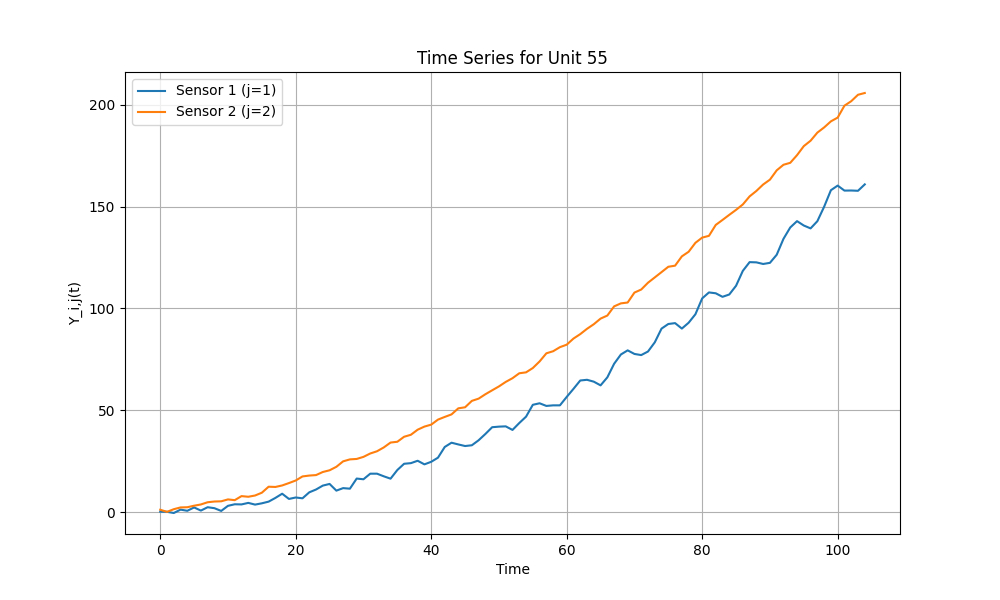 Time Series for Unit 55
Sensor 1 (j=1)
Sensor 2 (j=2)
200
150
100
50
0
Y_i,j(t)
0 20 40 60 80 100
Time